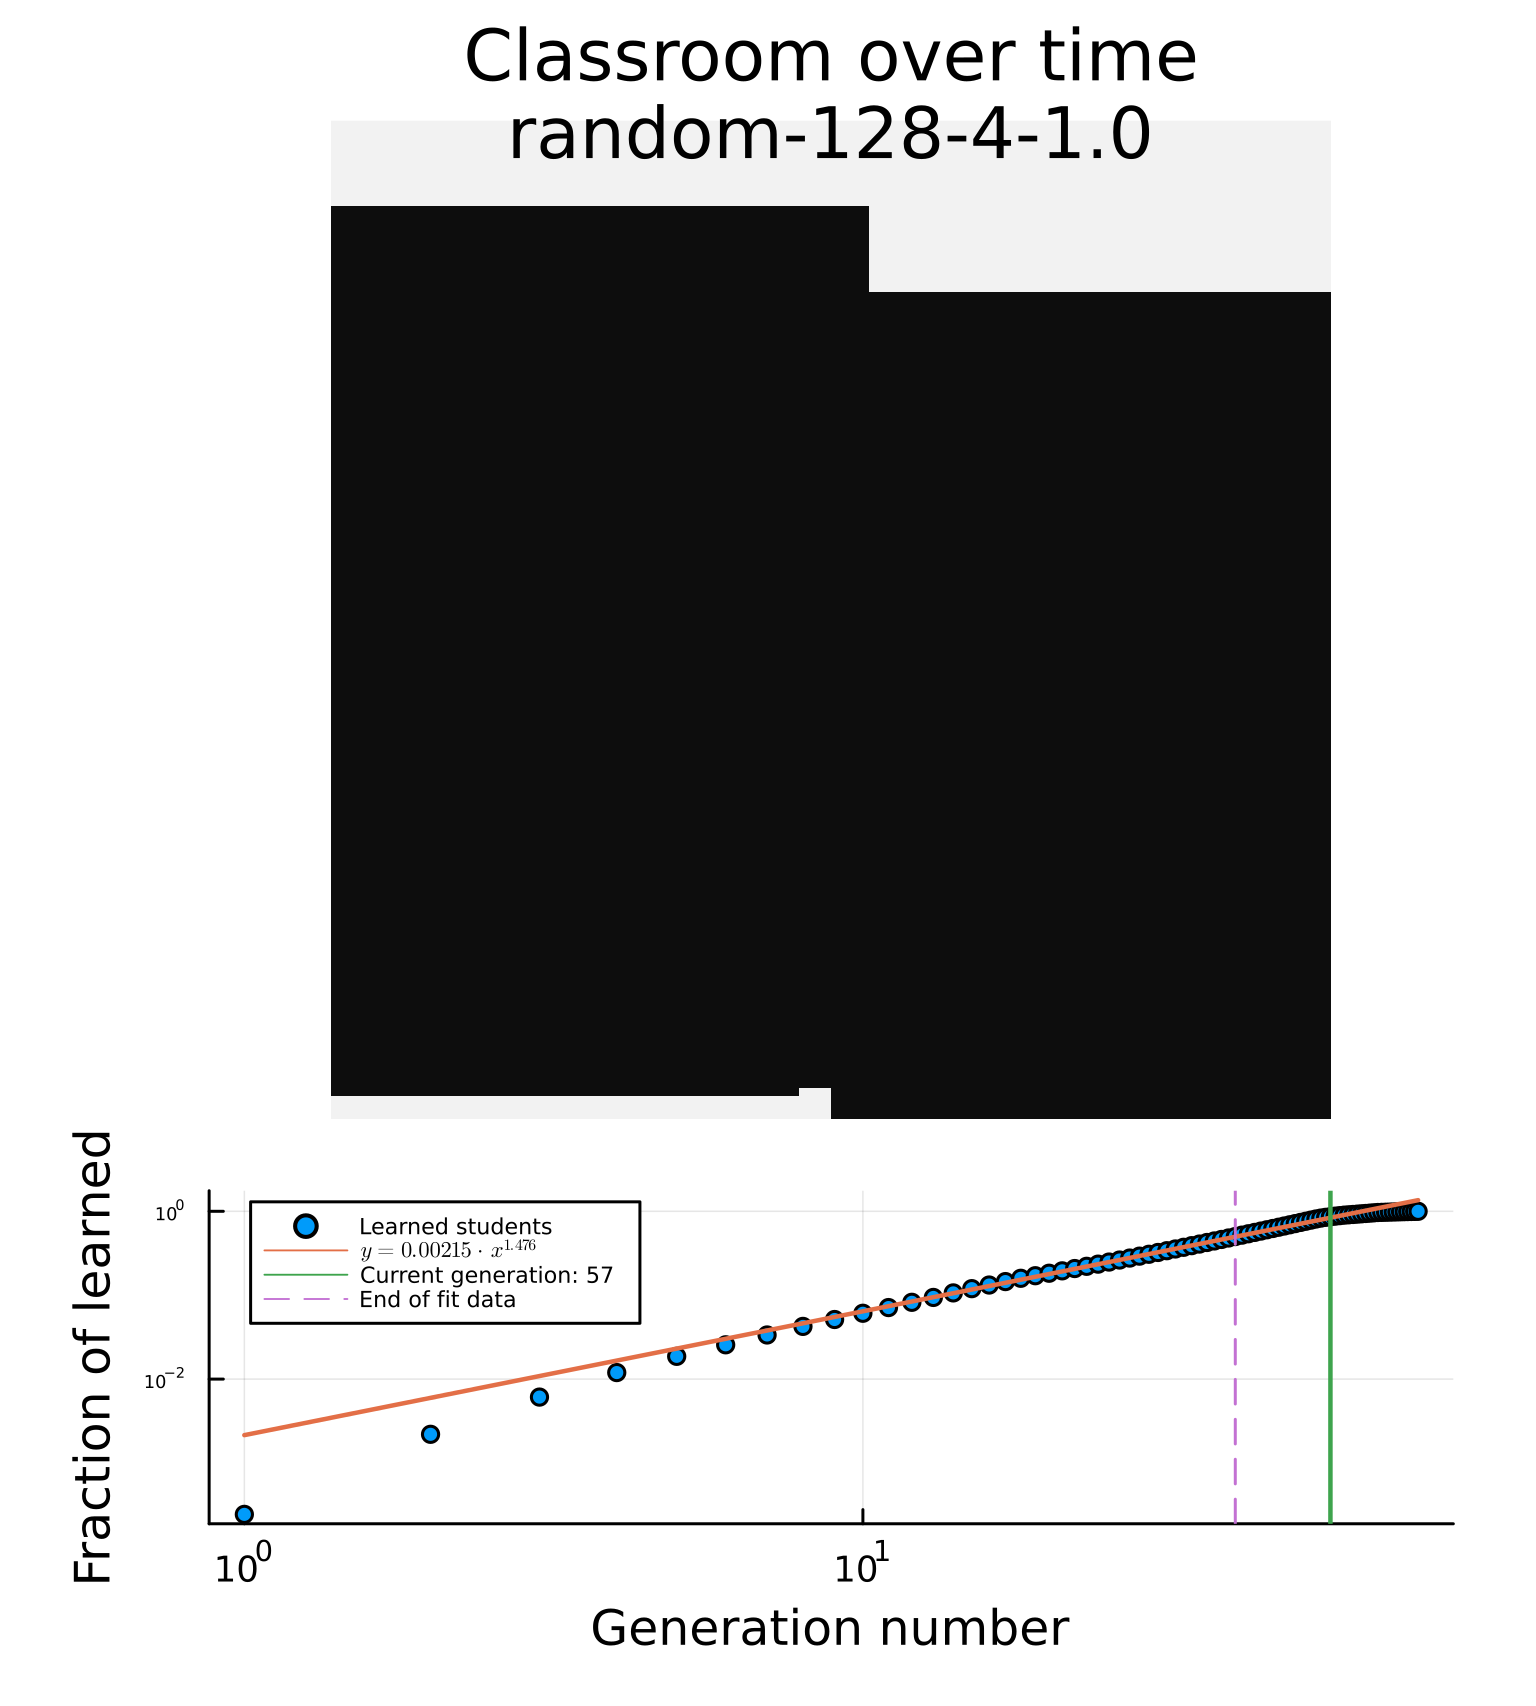 Classroom over time
random-128-4-1.0
Fraction of learned
10^0
10^-2
Learned students
y = 0.00215 · x^1.476
Current generation: 57
End of fit data
10^0
10^1
Generation number